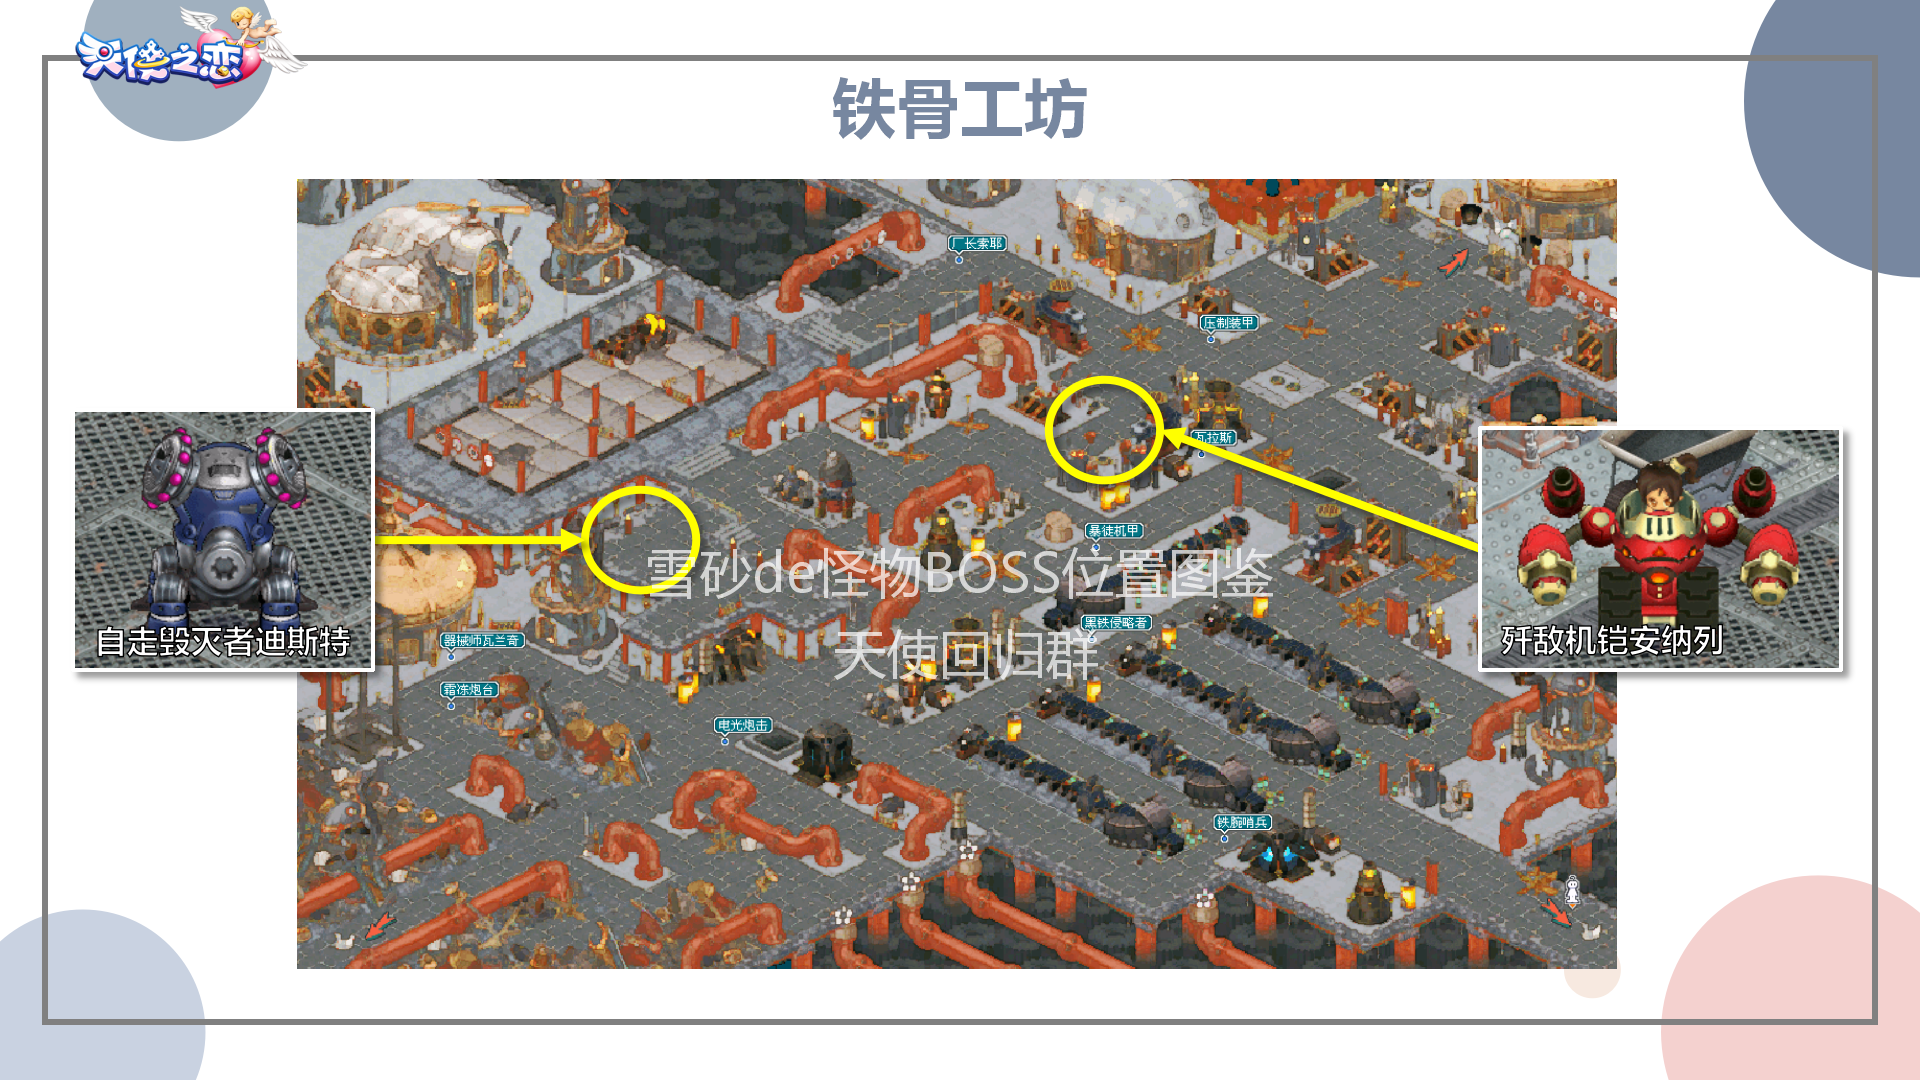 天使之恋
铁骨工坊
厂长索耶
压制装甲
瓦拉斯
暴徒机甲
雪砂de怪物BOSS位置图鉴
黑铁侵略者
自走毁灭者迪斯特
歼敌机铠安纳列
器械师瓦兰奇
天使回归群
霜冻炮台
电光炮击
铁腕哨兵